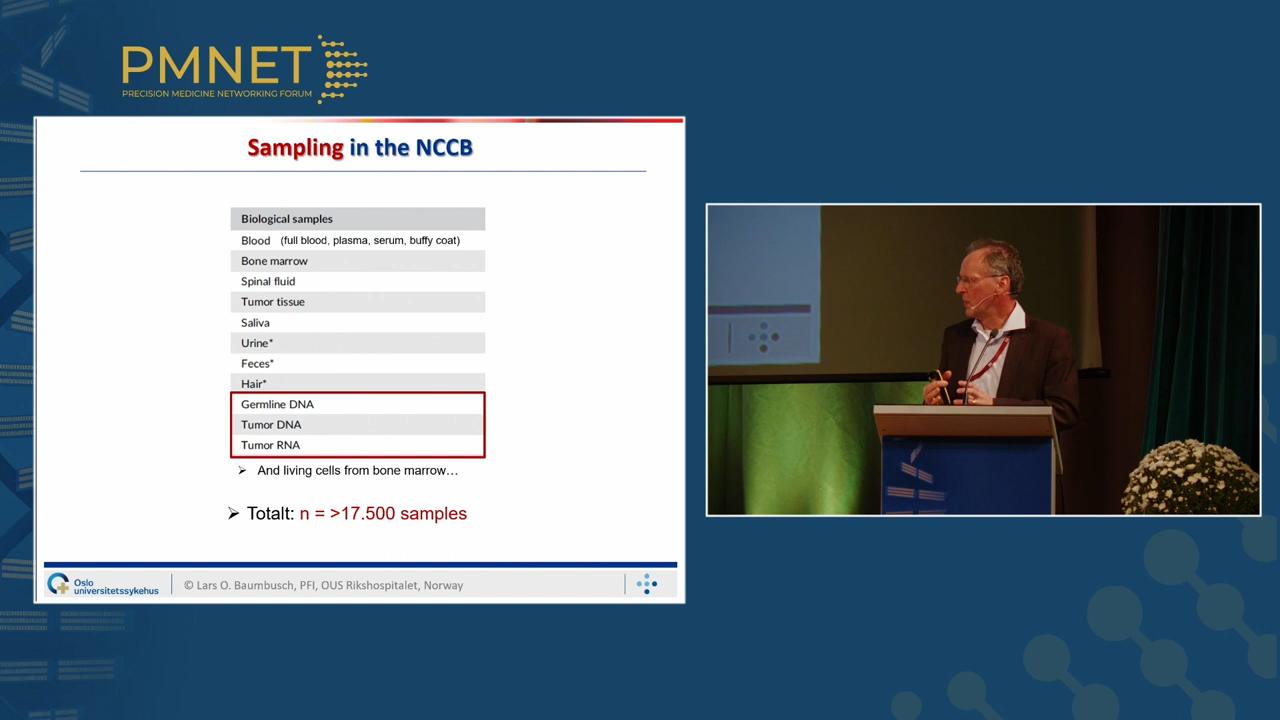 PMNET
PRECISION MEDICINE NETWORKING FORUM
Sampling in the NCCB
Biological samples
Blood (full blood, plasma, serum, buffy coat)
Bone marrow
Spinal fluid
Tumor tissue
Saliva
Urine*
Feces*
Hair*
Germline DNA
Tumor DNA
Tumor RNA
➢ And living cells from bone marrow…
➢ Totalt: n = >17.500 samples
Oslo
universitetssykehus
© Lars O. Baumbusch, PFI, OUS Rikshospitalet, Norway